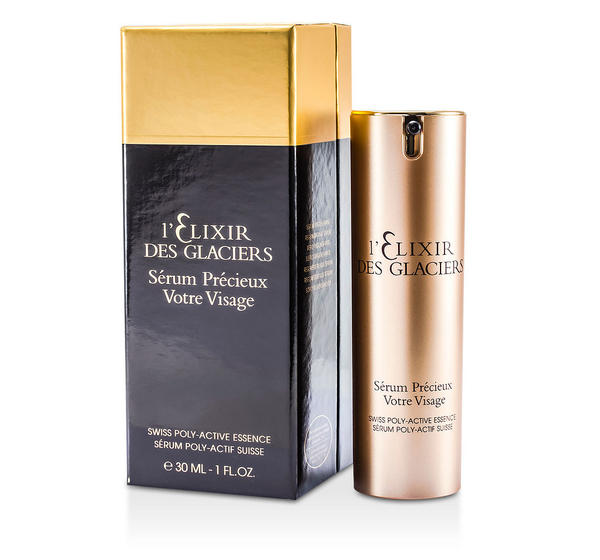 l'ELIXIR
DES GLACIERS
Sérum Précieux
Votre Visage
SWISS POLY-ACTIVE ESSENCE
SÉRUM POLY-ACTIF SUISSE
℮ 30 ML - 1 FL.OZ.
l'ELIXIR
DES GLACIERS
Sérum Précieux
Votre Visage
SWISS POLY-ACTIVE ESSENCE
SÉRUM POLY-ACTIF SUISSE